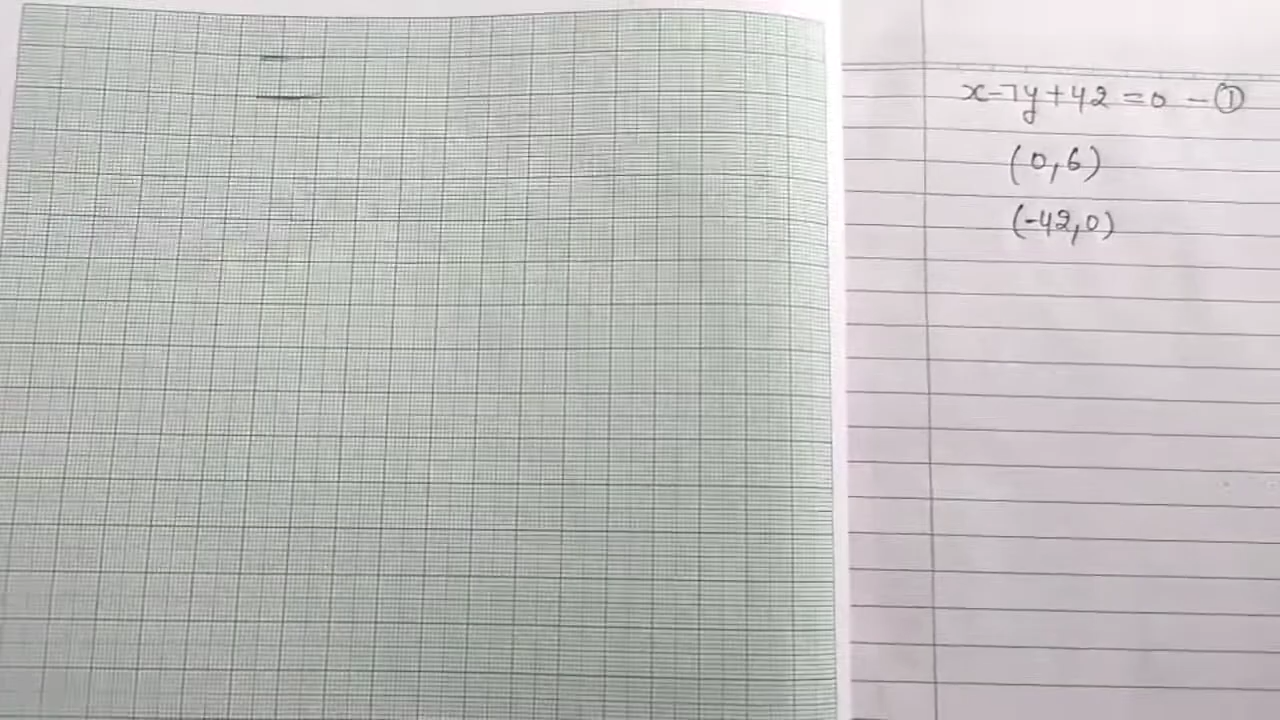 x-7y+42=0 - ①
(0,6)
(-42,0)